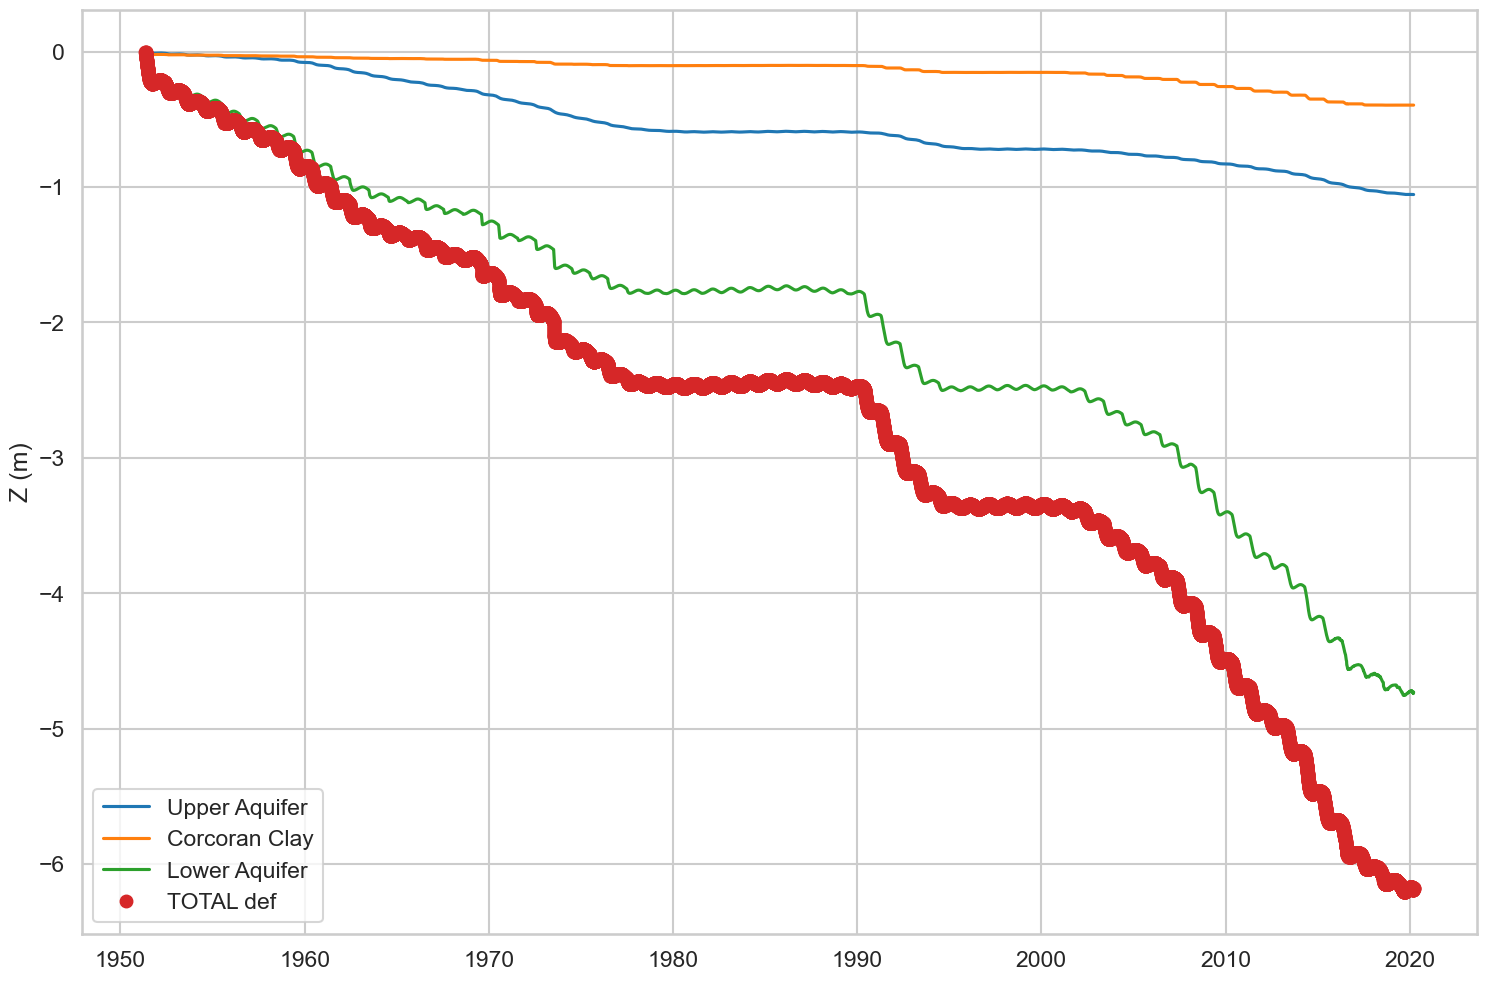 0
−1
−2
−3
−4
−5
−6
Z (m)
Upper Aquifer
Corcoran Clay
Lower Aquifer
TOTAL def
1950 1960 1970 1980 1990 2000 2010 2020